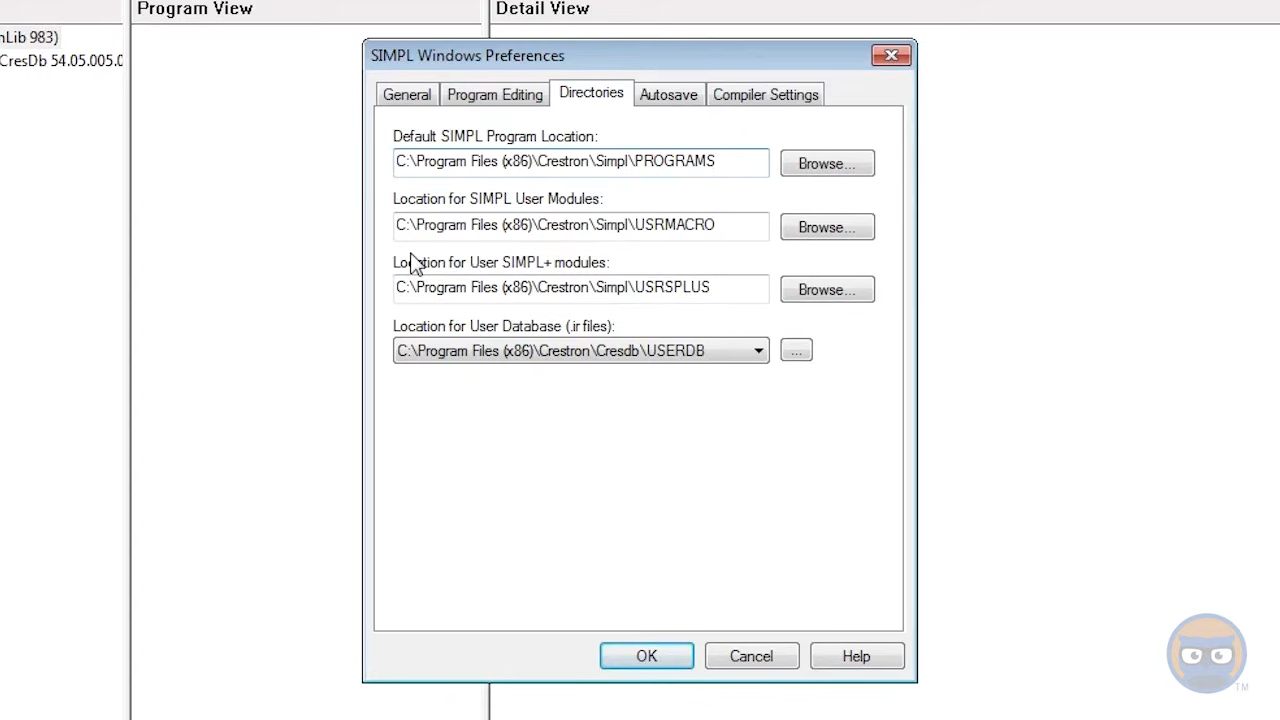 Program View
Detail View
nLib 983)
CresDb 54.05.005.0
SIMPL Windows Preferences
General
Program Editing
Directories
Autosave
Compiler Settings
Default SIMPL Program Location:
C:\Program Files (x86)\Crestron\Simpl\PROGRAMS
Browse...
Location for SIMPL User Modules:
C:\Program Files (x86)\Crestron\Simpl\USRMACRO
Browse...
Location for User SIMPL+ modules:
C:\Program Files (x86)\Crestron\Simpl\USRSPLUS
Browse...
Location for User Database (.ir files):
C:\Program Files (x86)\Crestron\Cresdb\USERDB
...
OK
Cancel
Help
TM